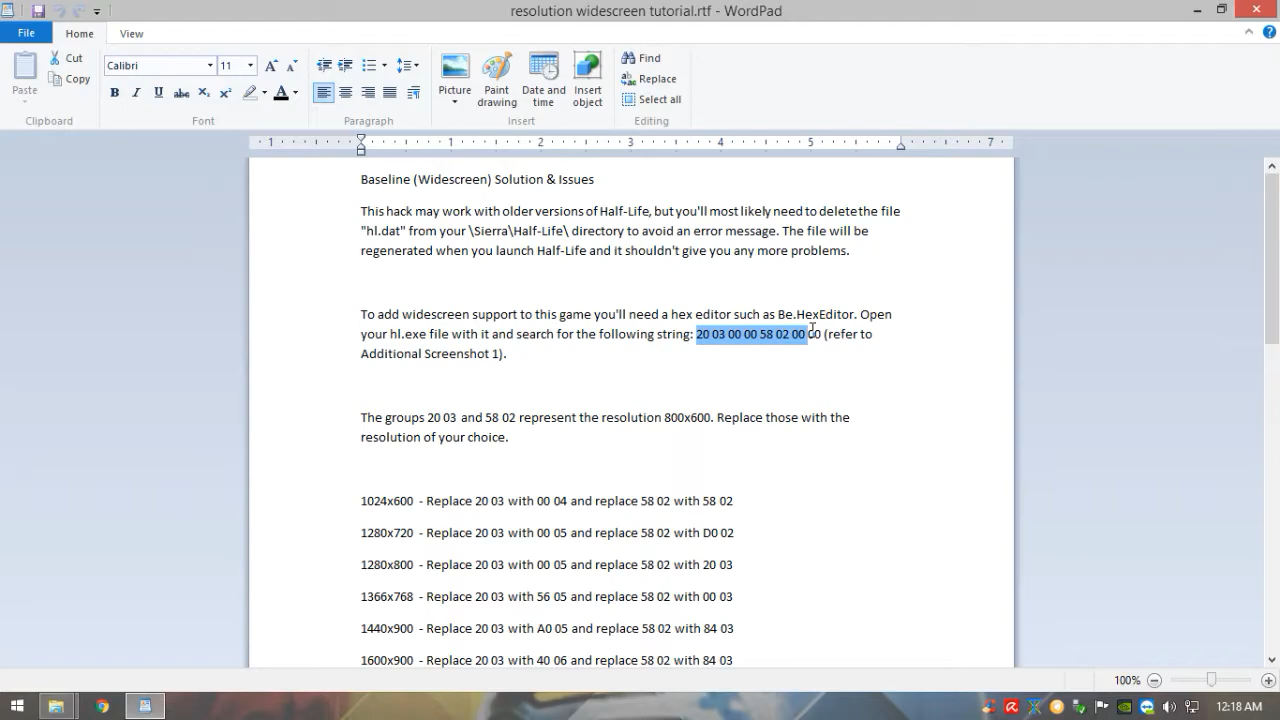 resolution widescreen tutorial.rtf - WordPad
File Home View
Paste
Cut
Copy
Clipboard
Calibri 11
Font
Paragraph
Picture
Paint drawing
Date and time
Insert object
Insert
Find
Replace
Select all
Editing
1 1 2 3 4 5 7
Baseline (Widescreen) Solution & Issues
This hack may work with older versions of Half-Life, but you'll most likely need to delete the file
"hl.dat" from your \Sierra\Half-Life\ directory to avoid an error message. The file will be
regenerated when you launch Half-Life and it shouldn't give you any more problems.
To add widescreen support to this game you'll need a hex editor such as Be.HexEditor. Open
your hl.exe file with it and search for the following string: 20 03 00 00 58 02 00 00 (refer to
Additional Screenshot 1).
The groups 20 03 and 58 02 represent the resolution 800x600. Replace those with the
resolution of your choice.
1024x600 - Replace 20 03 with 00 04 and replace 58 02 with 58 02
1280x720 - Replace 20 03 with 00 05 and replace 58 02 with D0 02
1280x800 - Replace 20 03 with 00 05 and replace 58 02 with 20 03
1366x768 - Replace 20 03 with 56 05 and replace 58 02 with 00 03
1440x900 - Replace 20 03 with A0 05 and replace 58 02 with 84 03
1600x900 - Replace 20 03 with 40 06 and replace 58 02 with 84 03
100%
12:18 AM